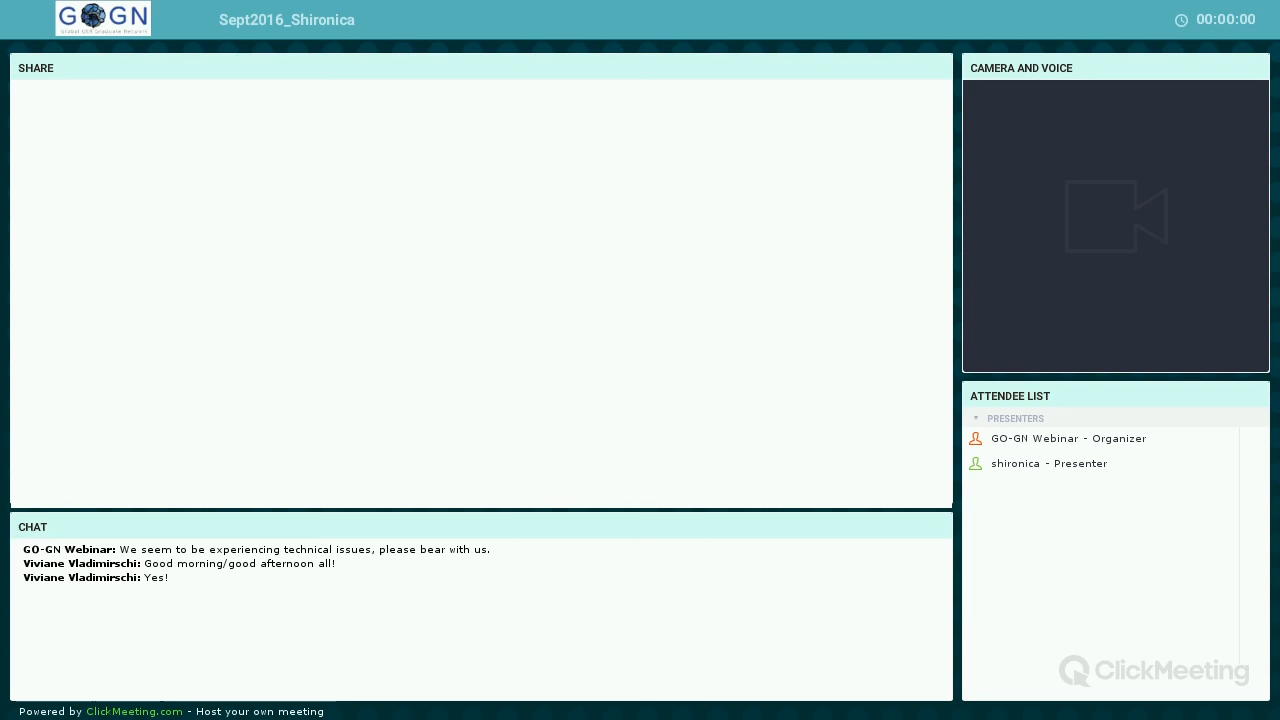 GOGN
Global OER Graduate Network
Sept2016_Shironica
00:00:00
SHARE
CAMERA AND VOICE
ATTENDEE LIST
PRESENTERS
GO-GN Webinar - Organizer
shironica - Presenter
CHAT
GO-GN Webinar: We seem to be experiencing technical issues, please bear with us.
Viviane Vladimirschi: Good morning/good afternoon all!
Viviane Vladimirschi: Yes!
ClickMeeting
Powered by ClickMeeting.com - Host your own meeting